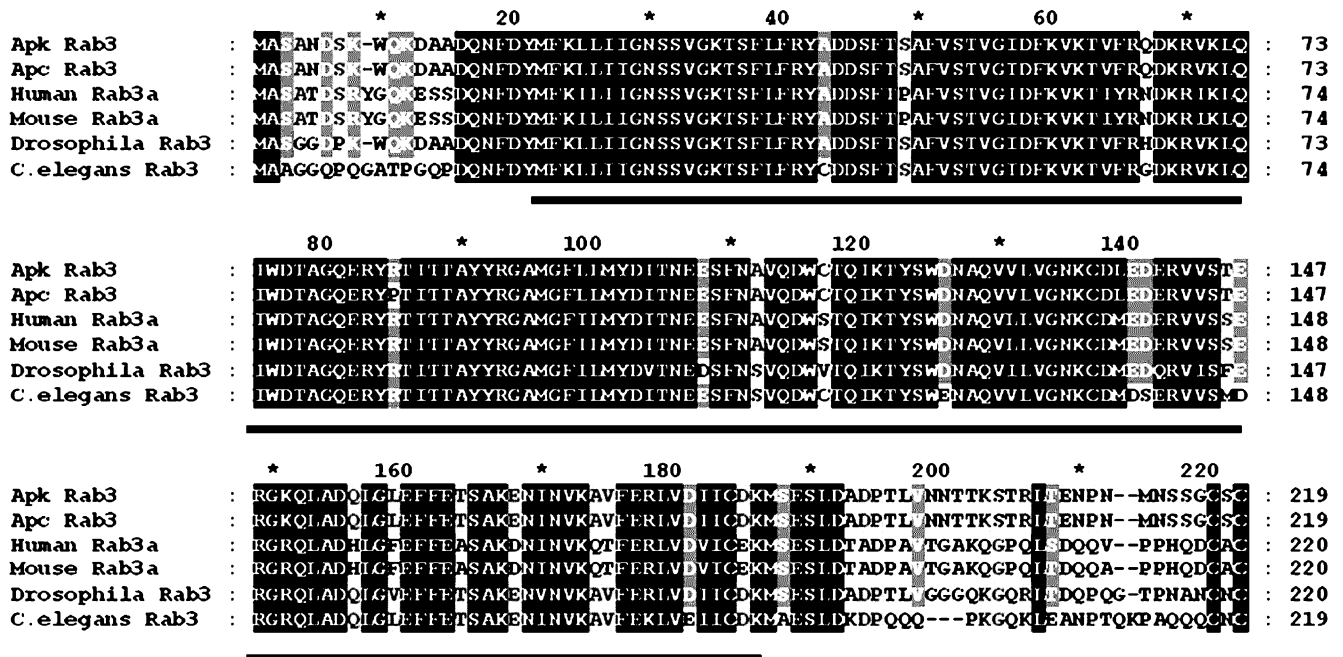 * 20 * 40 * 60 *
Apk Rab3 : MASANDSK-WQKDAADQNFDYMFKLLIIGNSSVGKTSFLFRYADDSFTSAFVSTVGIDFKVKTVFRQDKRVKLQ : 73
Apc Rab3 : MASANDSK-WQKDAADQNFDYMFKLLIIGNSSVGKTSFLFRYADDSFTSAFVSTVGIDFKVKTVFRQDKRVKLQ : 73
Human Rab3a : MASATDSRYGQKESSDQNFDYMFKILIIGNSSVGKTSFLFRYADDSFTPAFVSTVGIDFKVKTIYRNDKRIKLQ : 74
Mouse Rab3a : MASATDSRYGQKESSDQNFDYMFKILIIGNSSVGKTSFLFRYADDSFTPAFVSTVGIDFKVKTIYRNDKRIKLQ : 74
Drosophila Rab3 : MASGGDPK-WQKDAADQNFDYMFKLLIIGNSSVGKTSFLFRYADDSFTSAFVSTVGIDFKVKTVFRHDKRVKLQ : 73
C.elegans Rab3 : MAAGGQPQGATPGQPDQNFDYMFKLLIIGNSSVGKTSFLFRYCDDSFTSAFVSTVGIDFKVKTVFRGDKRVKLQ : 74
80 * 100 * 120 * 140
Apk Rab3 : IWDTAGQERYRTITTAYYRGAMGFILMYDITNEESFNAVQDWCTQIKTYSWDNAQVVLVGNKCDLEDERVVSTE : 147
Apc Rab3 : IWDTAGQERYPTITTAYYRGAMGFILMYDITNEESFNAVQDWCTQIKTYSWDNAQVVLVGNKCDLEDERVVSTE : 147
Human Rab3a : IWDTAGQERYRTITTAYYRGAMGFILMYDITNEESFNAVQDWSTQIKTYSWDNAQVLLVGNKCDMEDERVVSSE : 148
Mouse Rab3a : IWDTAGQERYRTITTAYYRGAMGFILMYDITNEESFNAVQDWSTQIKTYSWDNAQVLLVGNKCDMEDERVVSSE : 148
Drosophila Rab3 : IWDTAGQERYRTITTAYYRGAMGFILMYDVTNEDSFNSVQDWVTQIKTYSWDNAQVILVGNKCDMEDQRVISFE : 147
C.elegans Rab3 : IWDTAGQERYRTITTAYYRGAMGFILMYDITNEESFNSVQDWCTQIKTYSWENAQVVLVGNKCDMDSERVVSMD : 148
* 160 * 180 * 200 * 220
Apk Rab3 : RGKQLADQLGLEFFETSAKENINVKAVFERLVDIICDKMSESLDADPTLVNNTTKSTRLTENPN--MNSSGCSC : 219
Apc Rab3 : RGKQLADQLGLEFFETSAKENINVKAVFERLVDIICDKMSESLDADPTLVNNTTKSTRLTENPN--MNSSGCSC : 219
Human Rab3a : RGRQLADHLGFEFFEASAKDNINVKQTFERLVDVICEKMSESLDTADPAVTGAKQGPQLSDQQV--PPHQDCAC : 220
Mouse Rab3a : RGRQLADHLGFEFFEASAKDNINVKQTFERLVDVICEKMSESLDTADPAVTGAKQGPQLTDQQA--PPHQDCAC : 220
Drosophila Rab3 : RGRQLADQLGVEFFETSAKENVNVKAVFERLVDIICDKMSESLDADPTLVGGGQKGQRLTDQPQG-TPNANCNC : 220
C.elegans Rab3 : RGRQLADQLGLEFFETSAKENINVKAVFEKLVEIICDKMAESLDKDPQQQ---PKGQKLEANPTQKPAQQQCNC : 219